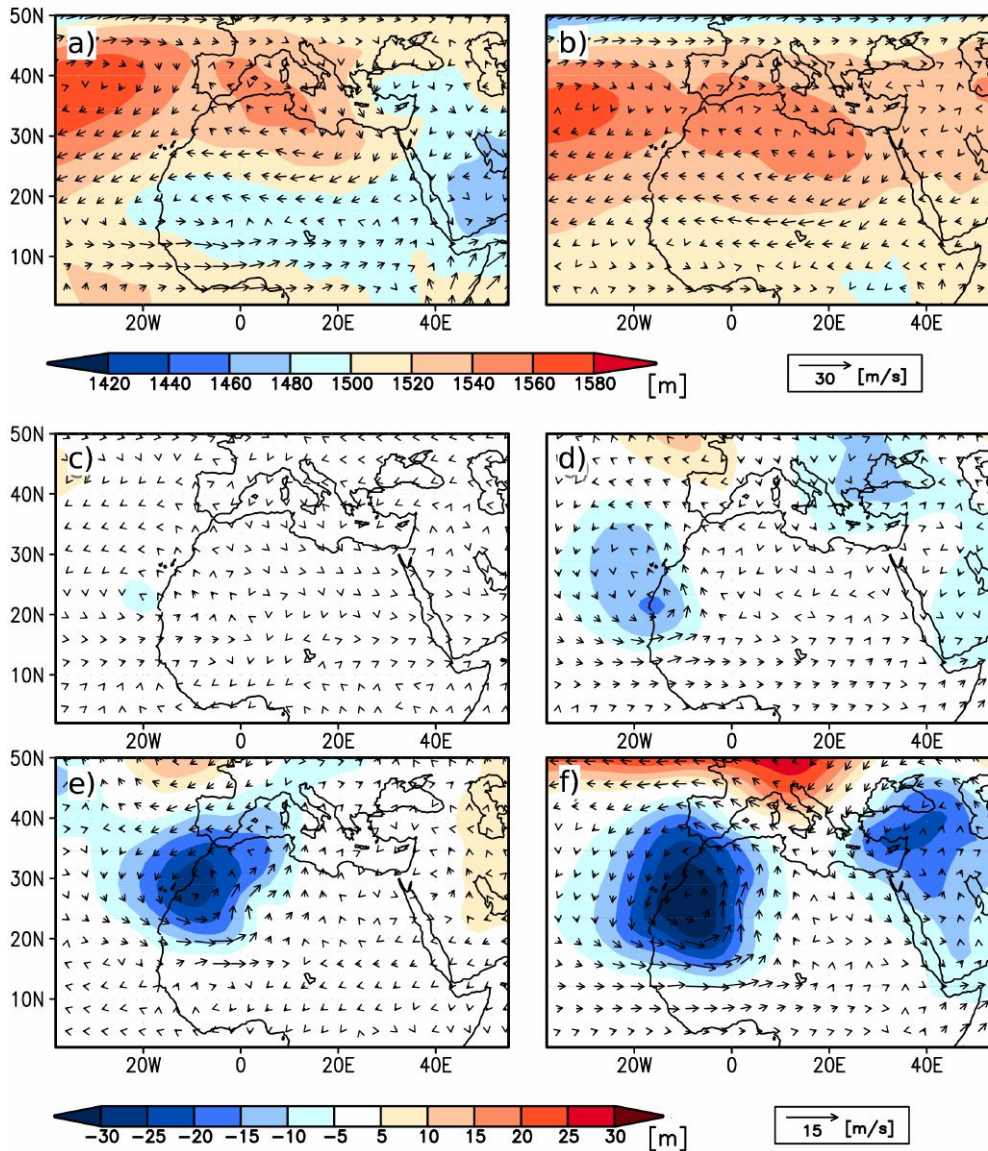 50N
a)
b)
40N
30N
20N
10N
20W 0 20E 40E 20W 0 20E 40E
1420 1440 1460 1480 1500 1520 1540 1560 1580 [m]
30 [m/s]
50N
c)
d)
40N
30N
20N
10N
20W 0 20E 40E 20W 0 20E 40E
50N
e)
f)
40N
30N
20N
10N
20W 0 20E 40E 20W 0 20E 40E
-30 -25 -20 -15 -10 -5 5 10 15 20 25 30 [m]
15 [m/s]